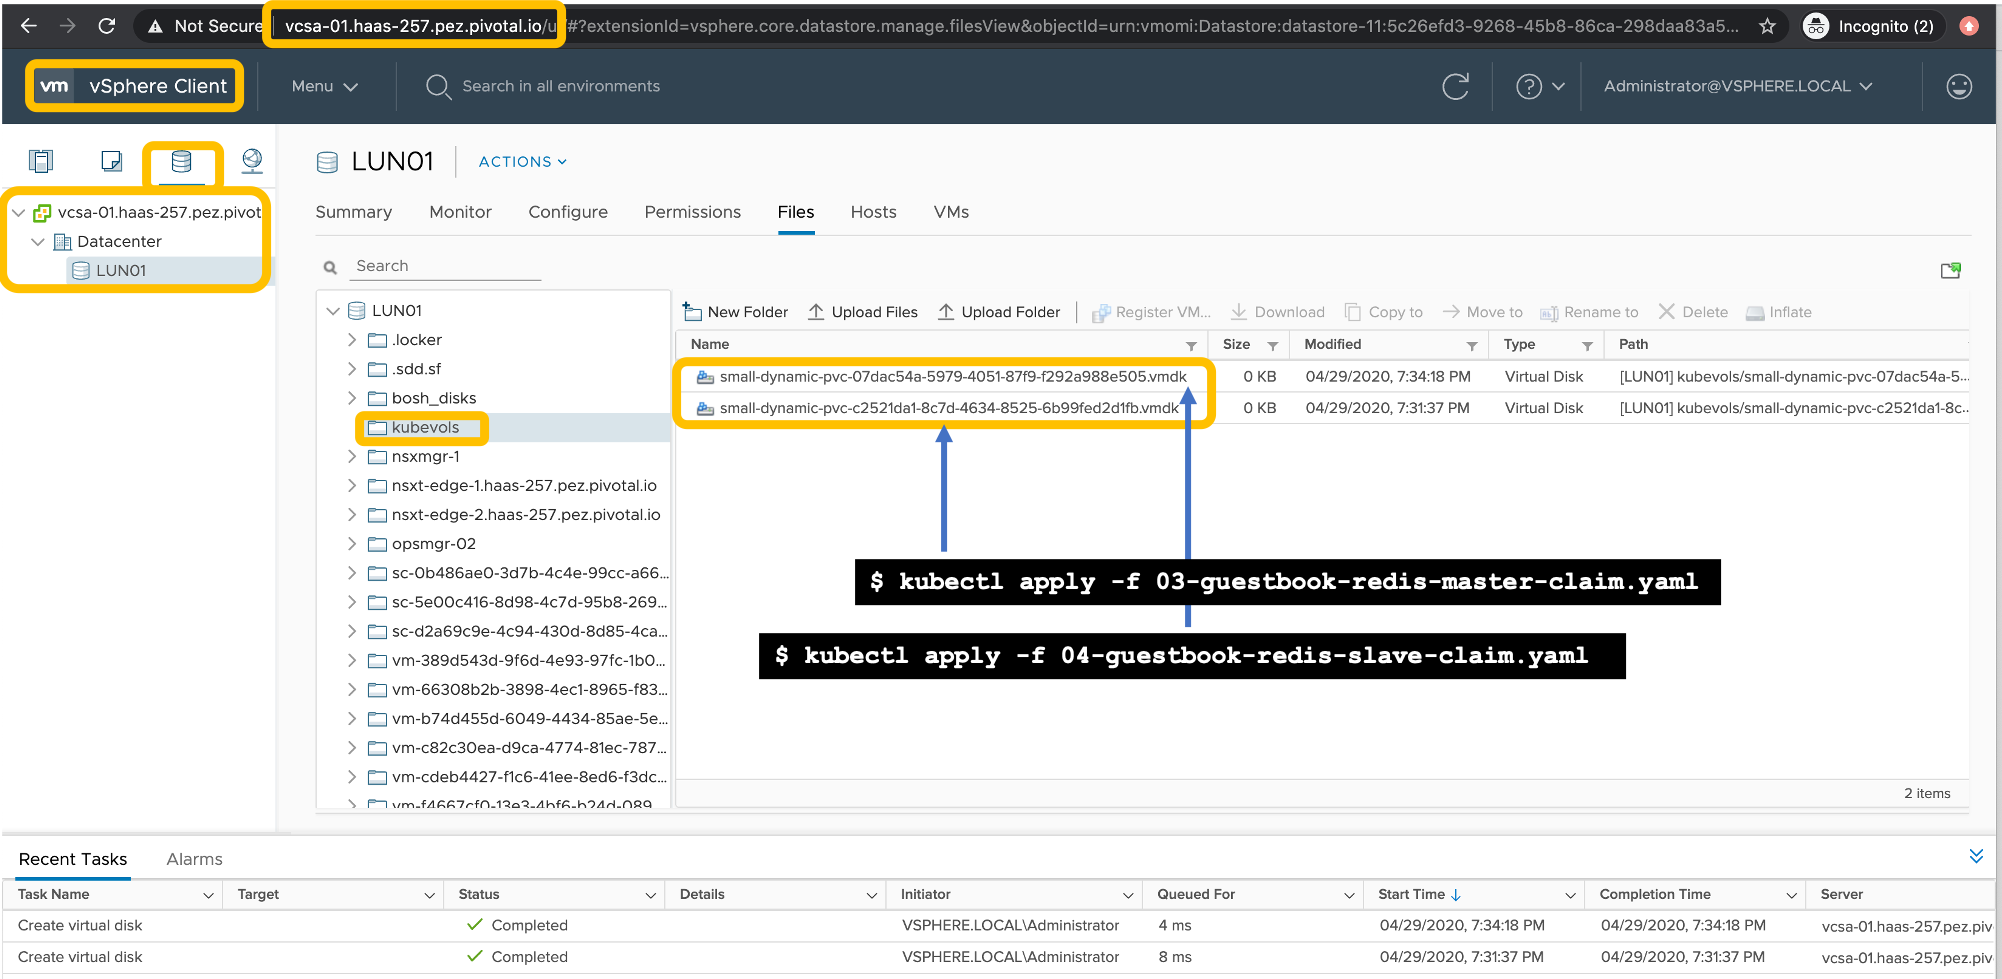 Not Secure
vcsa-01.haas-257.pez.pivotal.io/u #?extensionId=vsphere.core.datastore.manage.filesView&objectId=urn:vmomi:Datastore:datastore-11:5c26efd3-9268-45b8-86ca-298daa83a5...
Incognito (2)
vm vSphere Client
Menu
Search in all environments
Administrator@VSPHERE.LOCAL
vcsa-01.haas-257.pez.pivot
Datacenter
LUN01
LUN01
ACTIONS
Summary
Monitor
Configure
Permissions
Files
Hosts
VMs
Search
LUN01
.locker
.sdd.sf
bosh_disks
kubevols
nsxmgr-1
nsxt-edge-1.haas-257.pez.pivotal.io
nsxt-edge-2.haas-257.pez.pivotal.io
opsmgr-02
sc-0b486ae0-3d7b-4c4e-99cc-a66...
sc-5e00c416-8d98-4c7d-95b8-269...
sc-d2a69c9e-4c94-430d-8d85-4ca...
vm-389d543d-9f6d-4e93-97fc-1b0...
vm-66308b2b-3898-4ec1-8965-f83...
vm-b74d455d-6049-4434-85ae-5e...
vm-c82c30ea-d9ca-4774-81ec-787...
vm-cdeb4427-f1c6-41ee-8ed6-f3dc...
vm-f4667cf0-13e3-4bf6-b24d-089
New Folder
Upload Files
Upload Folder
Register VM...
Download
Copy to
Move to
Rename to
Delete
Inflate
Name Size Modified Type Path
small-dynamic-pvc-07dac54a-5979-4051-87f9-f292a988e505.vmdk 0 KB 04/29/2020, 7:34:18 PM Virtual Disk [LUN01] kubevols/small-dynamic-pvc-07dac54a-5...
small-dynamic-pvc-c2521da1-8c7d-4634-8525-6b99fed2d1fb.vmdk 0 KB 04/29/2020, 7:31:37 PM Virtual Disk [LUN01] kubevols/small-dynamic-pvc-c2521da1-8c...
$ kubectl apply -f 03-guestbook-redis-master-claim.yaml
$ kubectl apply -f 04-guestbook-redis-slave-claim.yaml
2 items
Recent Tasks
Alarms
Task Name Target Status Details Initiator Queued For Start Time Completion Time Server
Create virtual disk Completed VSPHERE.LOCAL\Administrator 4 ms 04/29/2020, 7:34:18 PM 04/29/2020, 7:34:18 PM vcsa-01.haas-257.pez.piv
Create virtual disk Completed VSPHERE.LOCAL\Administrator 8 ms 04/29/2020, 7:31:37 PM 04/29/2020, 7:31:37 PM vcsa-01.haas-257.pez.piv